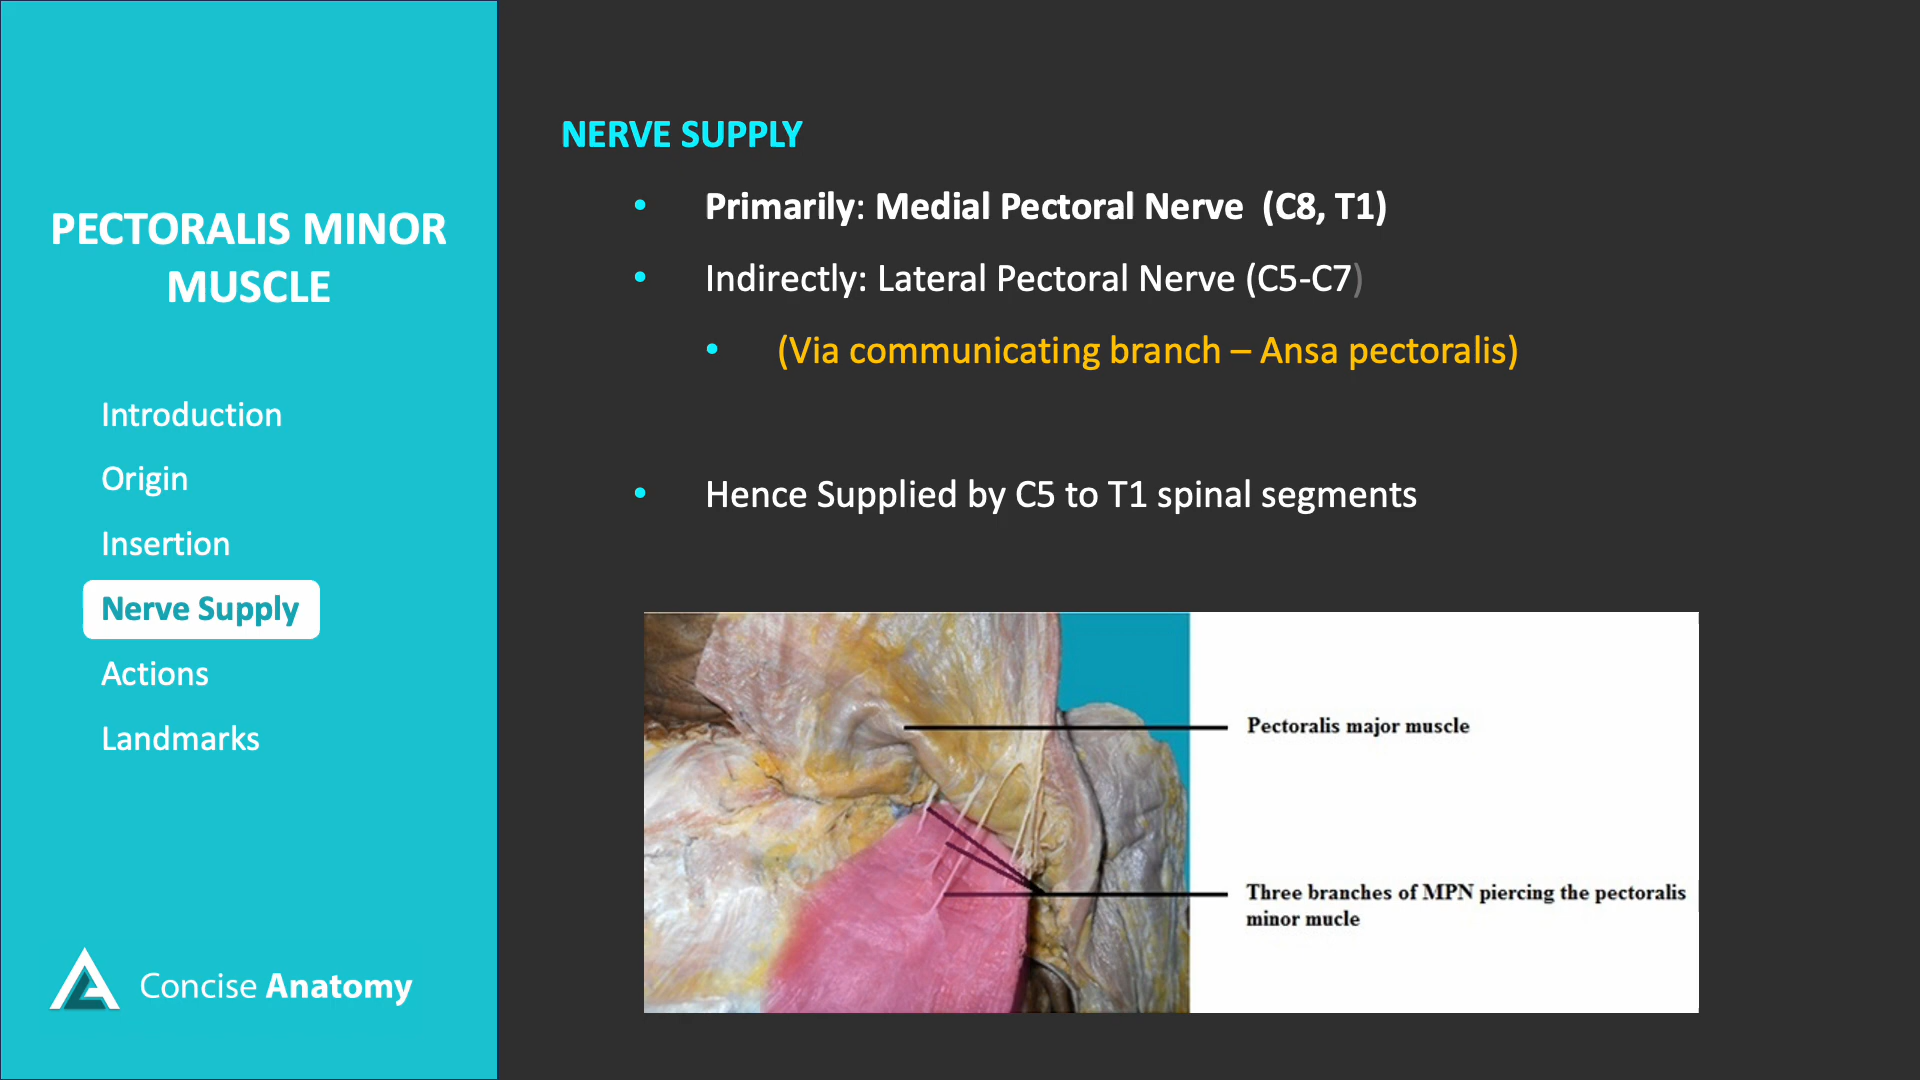 PECTORALIS MINOR
MUSCLE
Introduction
Origin
Insertion
Nerve Supply
Actions
Landmarks
Concise Anatomy
NERVE SUPPLY
• Primarily: Medial Pectoral Nerve (C8, T1)
• Indirectly: Lateral Pectoral Nerve (C5-C7)
• (Via communicating branch – Ansa pectoralis)
• Hence Supplied by C5 to T1 spinal segments
Pectoralis major muscle
Three branches of MPN piercing the pectoralis
minor mucle